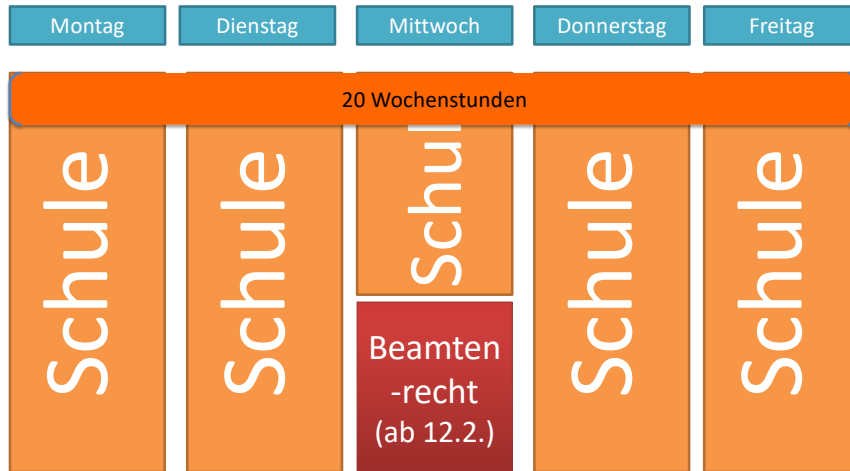 Montag
Dienstag
Mittwoch
Donnerstag
Freitag
20 Wochenstunden
Schule
Schule
Schul
Schule
Schule
Beamten
-recht
(ab 12.2.)